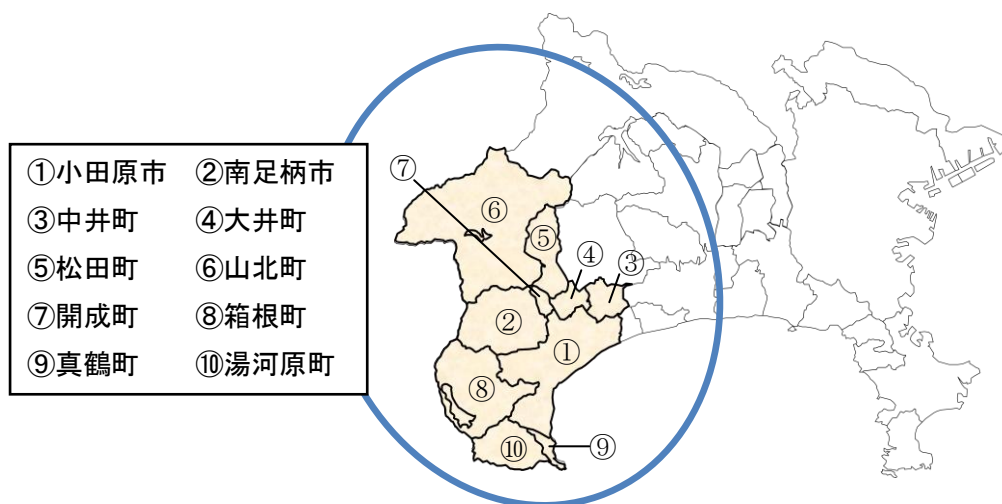 ①小田原市 ②南足柄市
③中井町 ④大井町
⑤松田町 ⑥山北町
⑦開成町 ⑧箱根町
⑨真鶴町 ⑩湯河原町
⑦
⑥
⑤
④
③
②
①
⑧
⑩
⑨